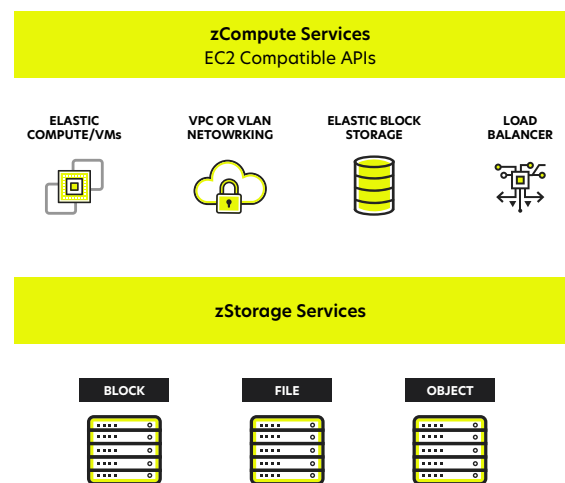 zCompute Services
EC2 Compatible APIs
ELASTIC
COMPUTE/VMs
VPC OR VLAN
NETOWRKING
ELASTIC BLOCK
STORAGE
LOAD
BALANCER
zStorage Services
BLOCK
FILE
OBJECT